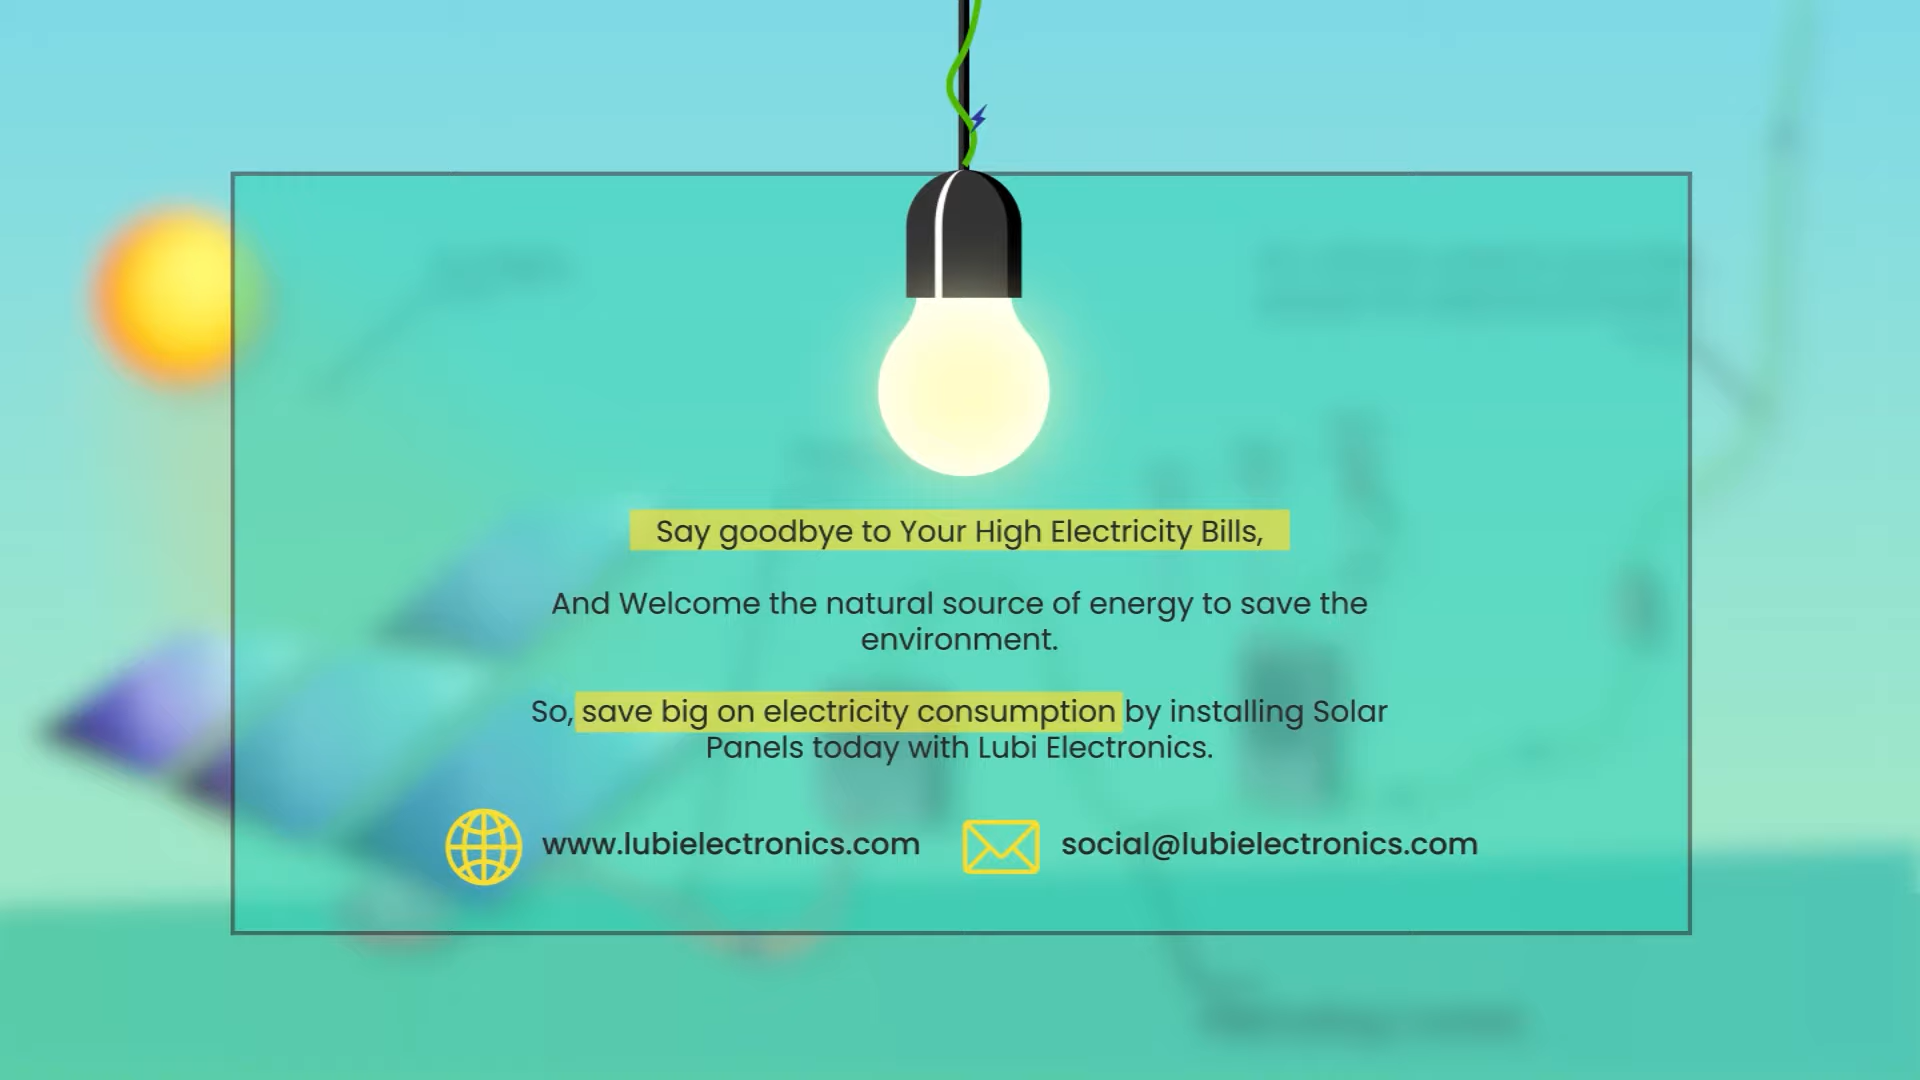 Say goodbye to Your High Electricity Bills,
And Welcome the natural source of energy to save the
environment.
So, save big on electricity consumption by installing Solar
Panels today with Lubi Electronics.
www.lubielectronics.com
social@lubielectronics.com